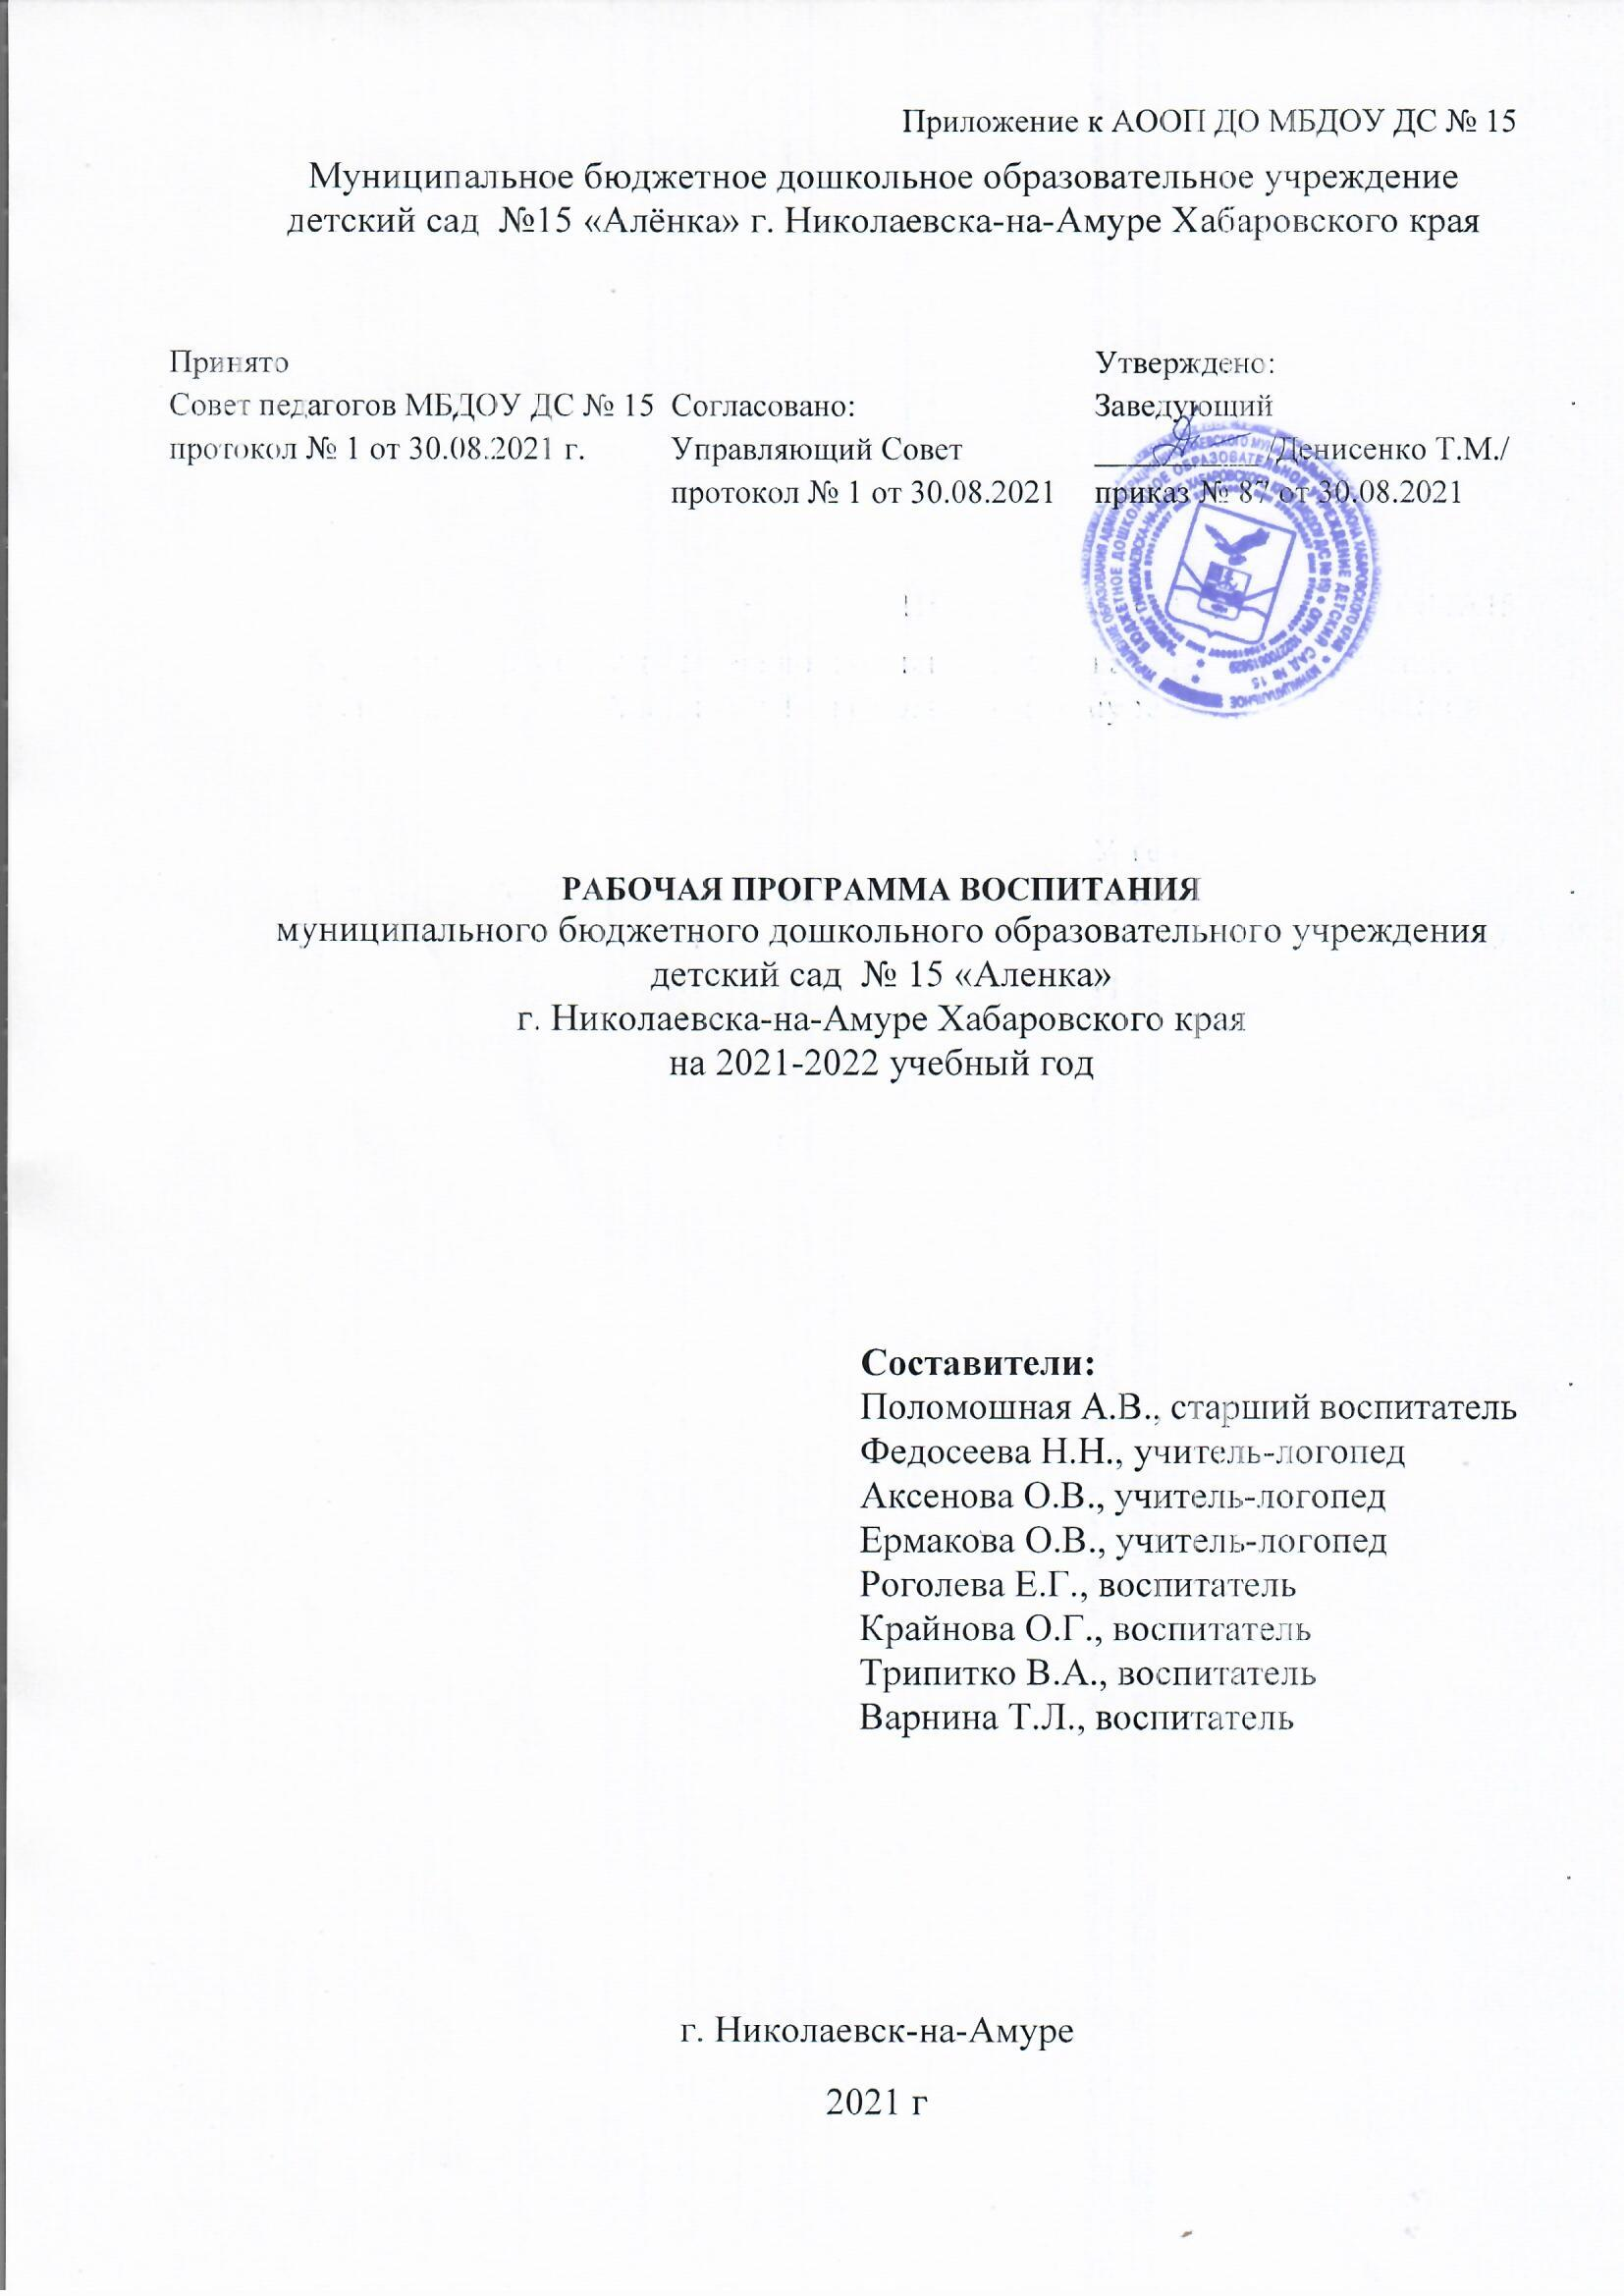 Приложение к АООП ДО МБДОУ ДС № 15
Муниципальное бюджетное дошкольное образовательное учреждение
детский сад №15 «Алёнка» г. Николаевска-на-Амуре Хабаровского края
Принято
Совет педагогов МБДОУ ДС № 15
протокол № 1 от 30.08.2021 г.
Согласовано:
Управляющий Совет
протокол № 1 от 30.08.2021
Утверждено:
Заведующий
__________ /Денисенко Т.М./
приказ № 87 от 30.08.2021
РАБОЧАЯ ПРОГРАММА ВОСПИТАНИЯ
муниципального бюджетного дошкольного образовательного учреждения
детский сад № 15 «Аленка»
г. Николаевска-на-Амуре Хабаровского края
на 2021-2022 учебный год
Составители:
Поломошная А.В., старший воспитатель
Федосеева Н.Н., учитель-логопед
Аксенова О.В., учитель-логопед
Ермакова О.В., учитель-логопед
Роголева Е.Г., воспитатель
Крайнова О.Г., воспитатель
Трипитко В.А., воспитатель
Варнина Т.Л., воспитатель
г. Николаевск-на-Амуре
2021 г